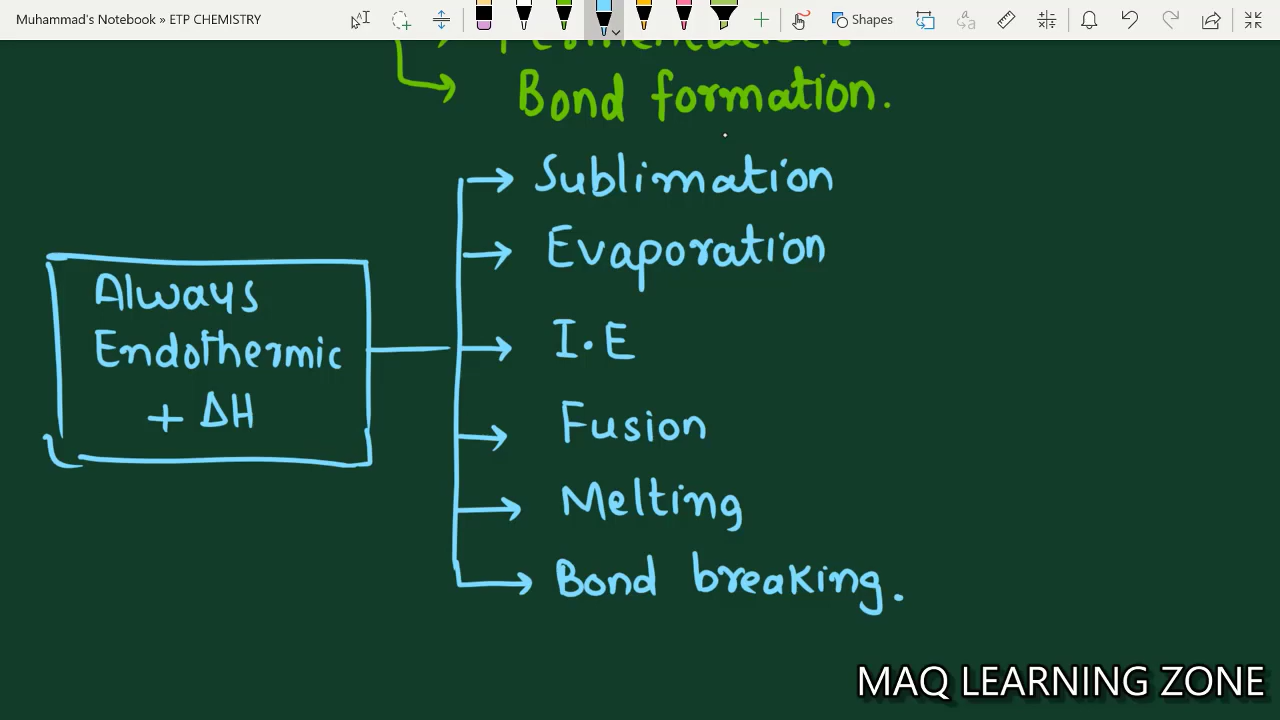 Muhammad's Notebook » ETP CHEMISTRY
Shapes
Bond formation.
Sublimation
Evaporation
Always
Endothermic
+ ΔH
I.E
Fusion
Melting
Bond breaking.
MAQ LEARNING ZONE